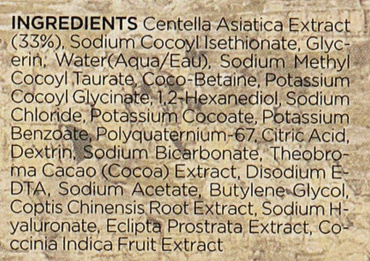 INGREDIENTS Centella Asiatica Extract
(33%), Sodium Cocoyl Isethionate, Glyc-
erin, Water(Aqua/Eau), Sodium Methyl
Cocoyl Taurate, Coco-Betaine, Potassium
Cocoyl Glycinate, 1,2-Hexanediol, Sodium
Chloride, Potassium Cocoate, Potassium
Benzoate, Polyquaternium-67, Citric Acid,
Dextrin, Sodium Bicarbonate, Theobro-
ma Cacao (Cocoa) Extract, Disodium E-
DTA, Sodium Acetate, Butylene Glycol,
Coptis Chinensis Root Extract, Sodium H-
yaluronate, Eclipta Prostrata Extract, Co-
ccinia Indica Fruit Extract